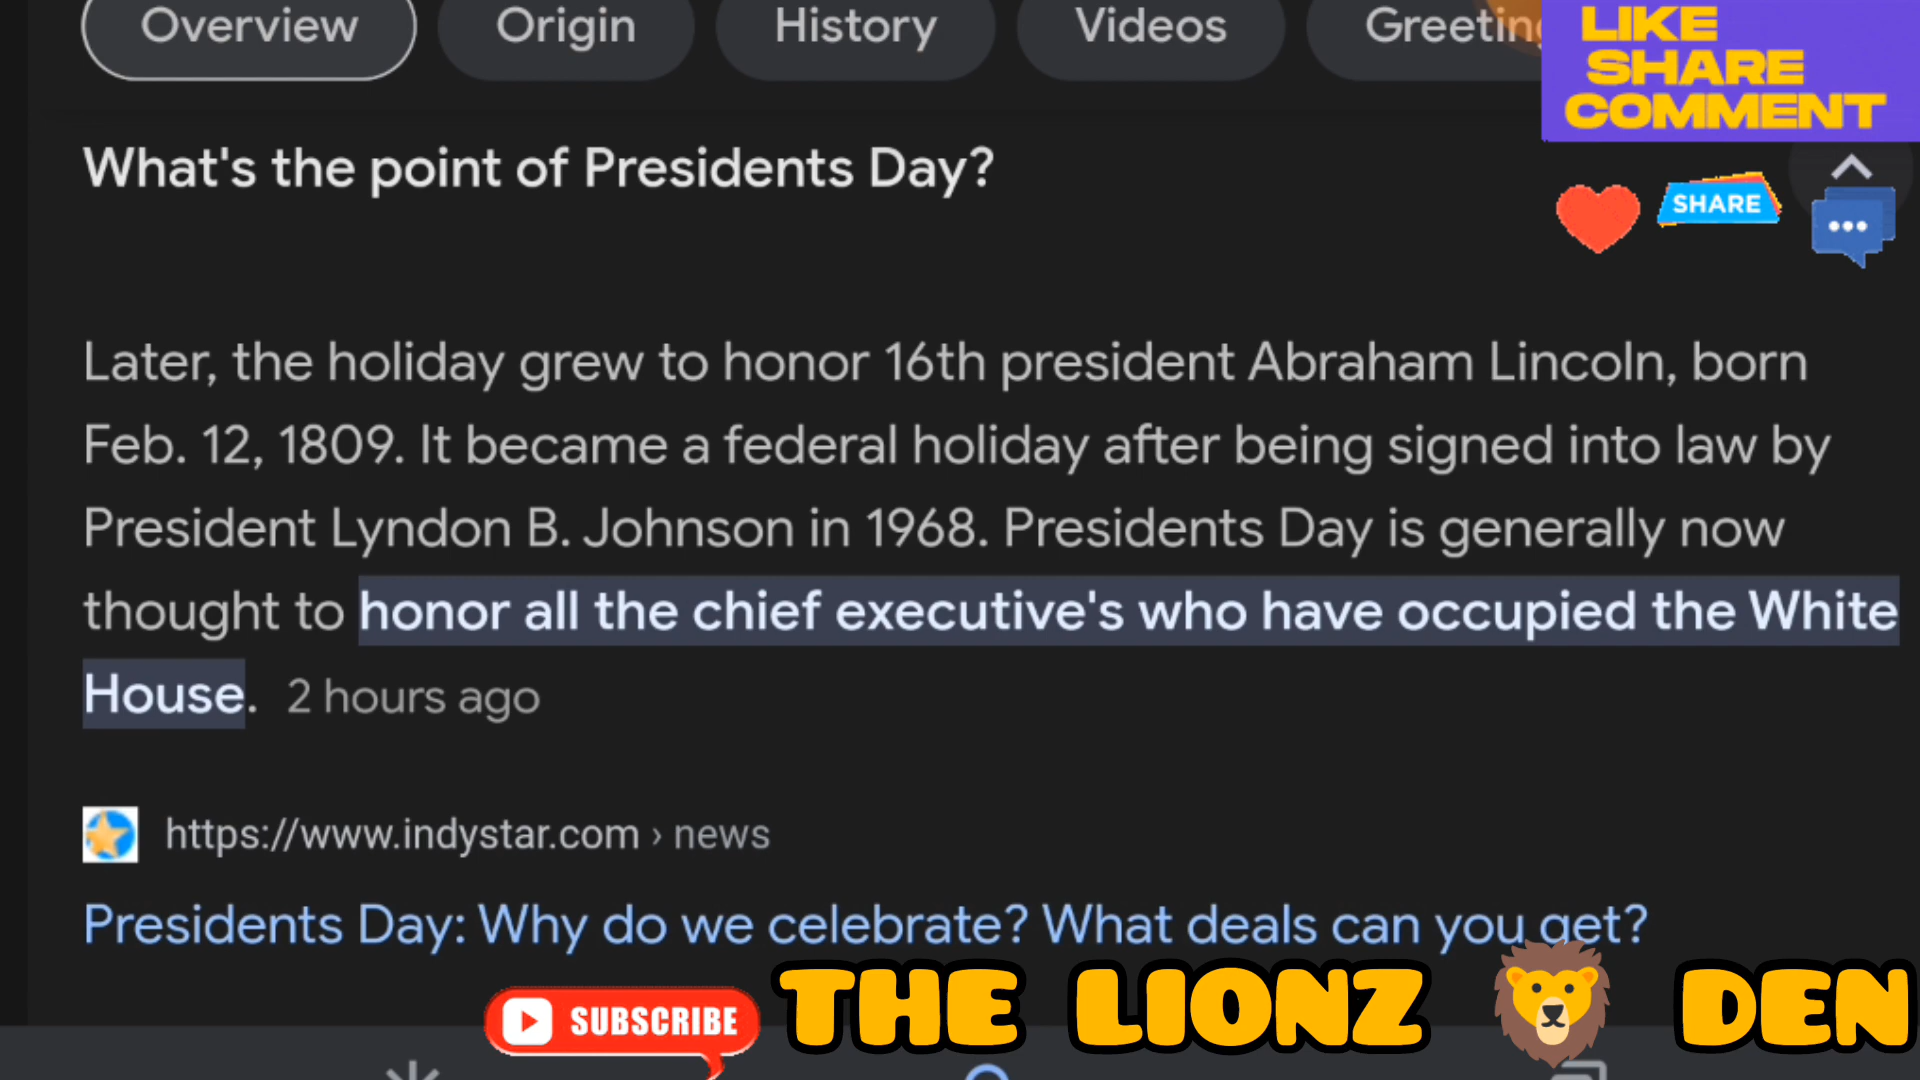 Overview Origin History Videos Greeting
LIKE
SHARE
COMMENT
What's the point of Presidents Day?
SHARE
Later, the holiday grew to honor 16th president Abraham Lincoln, born
Feb. 12, 1809. It became a federal holiday after being signed into law by
President Lyndon B. Johnson in 1968. Presidents Day is generally now
thought to honor all the chief executive's who have occupied the White
House. 2 hours ago
https://www.indystar.com › news
Presidents Day: Why do we celebrate? What deals can you get?
SUBSCRIBE THE LIONZ DEN